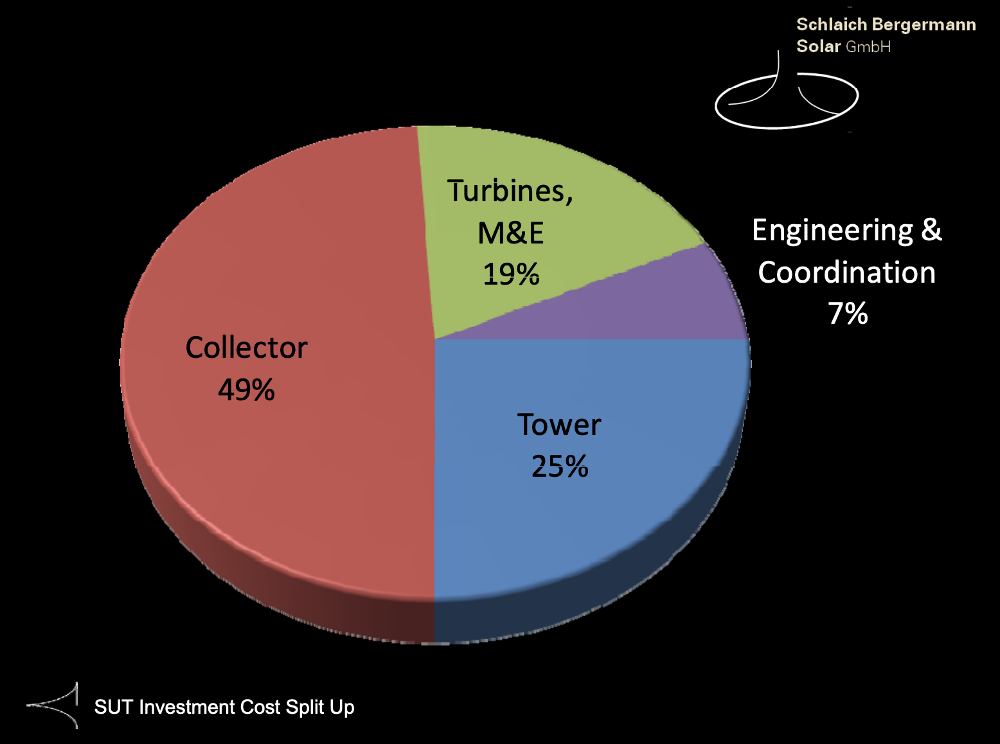 Schlaich Bergermann
Solar GmbH
Turbines,
M&E
19%
Engineering &
Coordination
7%
Collector
49%
Tower
25%
SUT Investment Cost Split Up